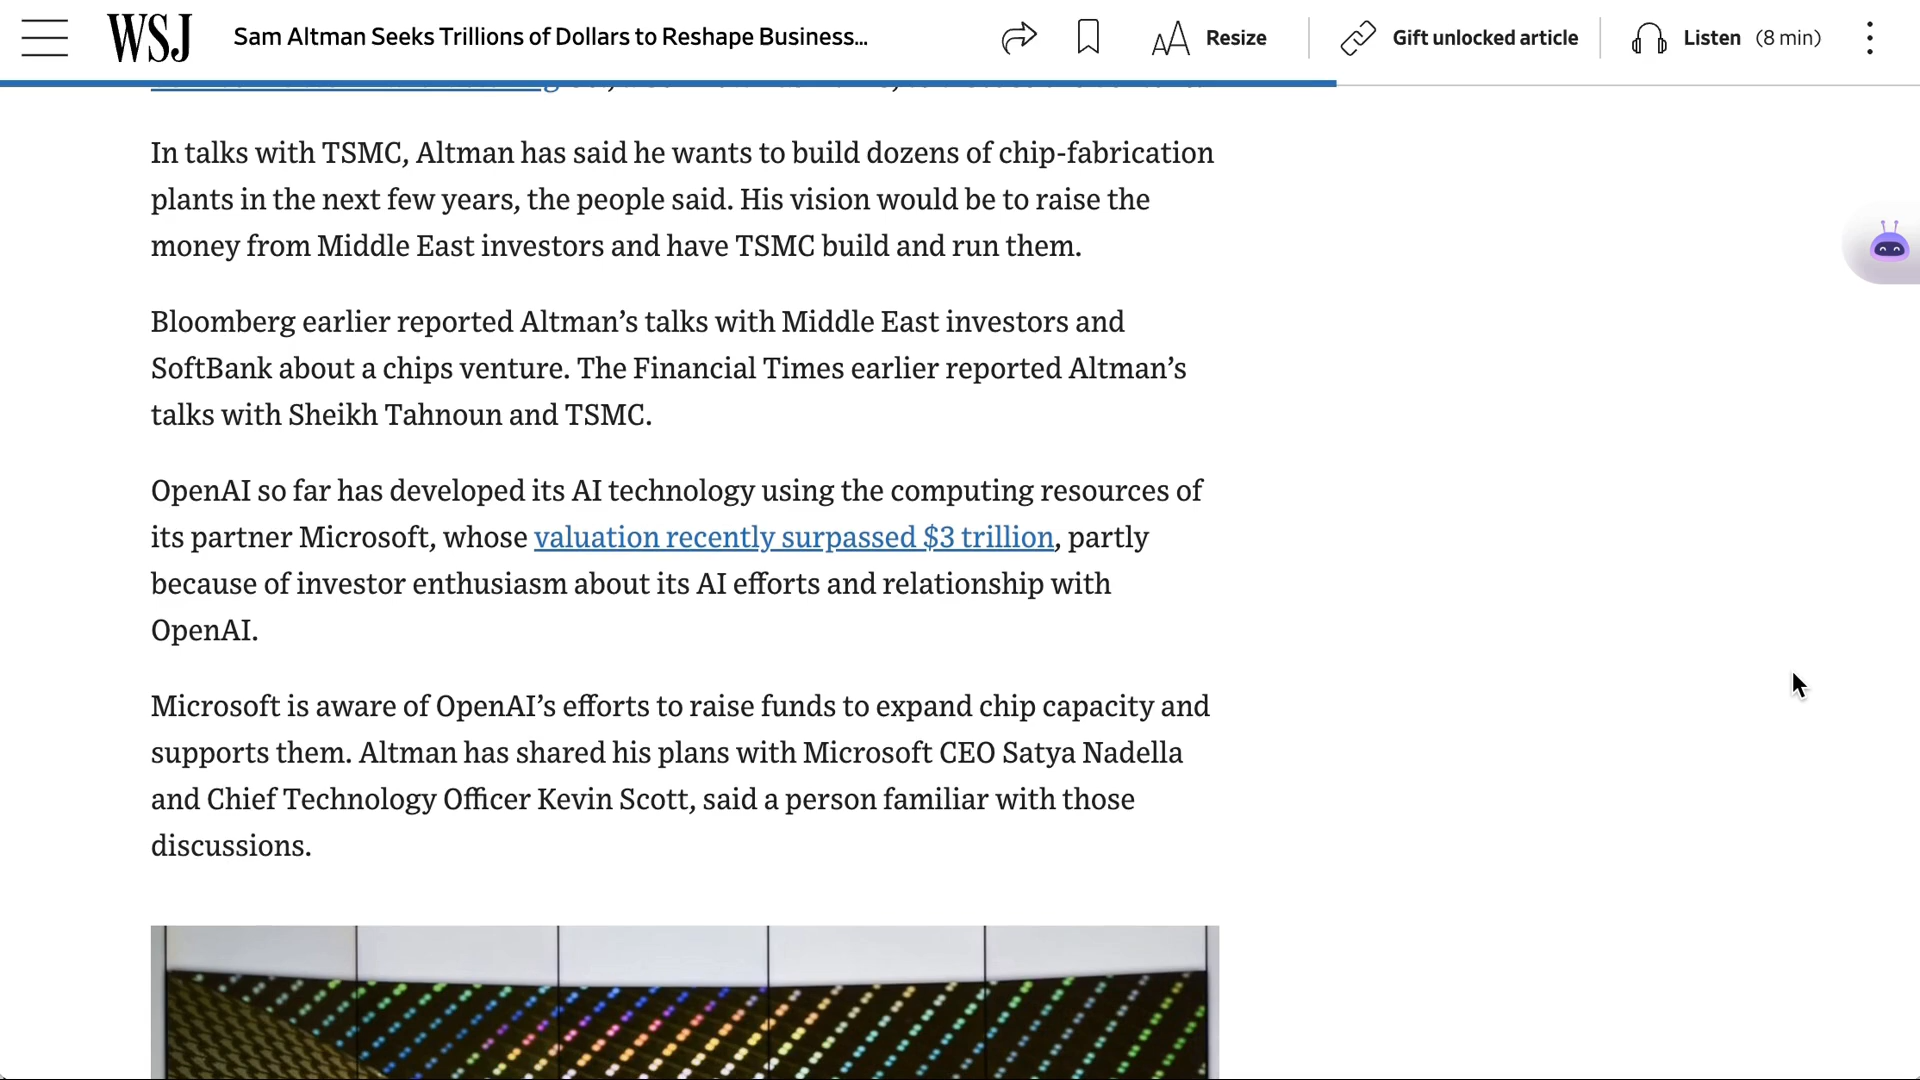 WSJ
Sam Altman Seeks Trillions of Dollars to Reshape Business...
Resize
Gift unlocked article
Listen (8 min)
In talks with TSMC, Altman has said he wants to build dozens of chip-fabrication
plants in the next few years, the people said. His vision would be to raise the
money from Middle East investors and have TSMC build and run them.
Bloomberg earlier reported Altman’s talks with Middle East investors and
SoftBank about a chips venture. The Financial Times earlier reported Altman’s
talks with Sheikh Tahnoun and TSMC.
OpenAI so far has developed its AI technology using the computing resources of
its partner Microsoft, whose valuation recently surpassed $3 trillion, partly
because of investor enthusiasm about its AI efforts and relationship with
OpenAI.
Microsoft is aware of OpenAI’s efforts to raise funds to expand chip capacity and
supports them. Altman has shared his plans with Microsoft CEO Satya Nadella
and Chief Technology Officer Kevin Scott, said a person familiar with those
discussions.